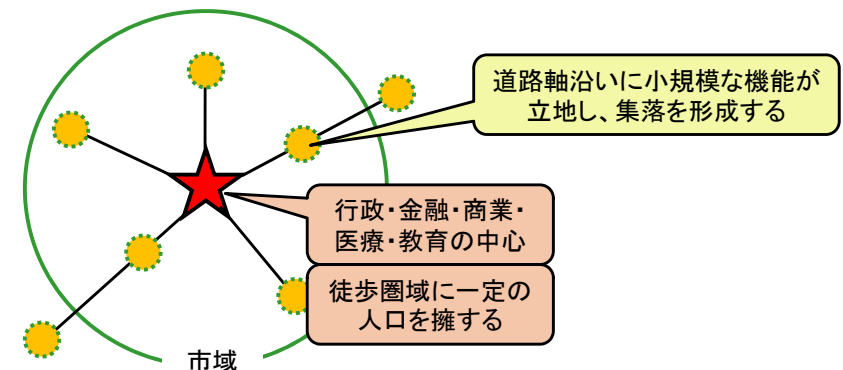 道路軸沿いに小規模な機能が
立地し、集落を形成する
行政・金融・商業・
医療・教育の中心
徒歩圏域に一定の
人口を擁する
市域